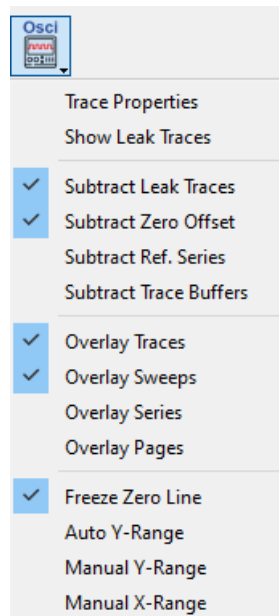 Osci
Trace Properties
Show Leak Traces
Subtract Leak Traces
Subtract Zero Offset
Subtract Ref. Series
Subtract Trace Buffers
Overlay Traces
Overlay Sweeps
Overlay Series
Overlay Pages
Freeze Zero Line
Auto Y-Range
Manual Y-Range
Manual X-Range